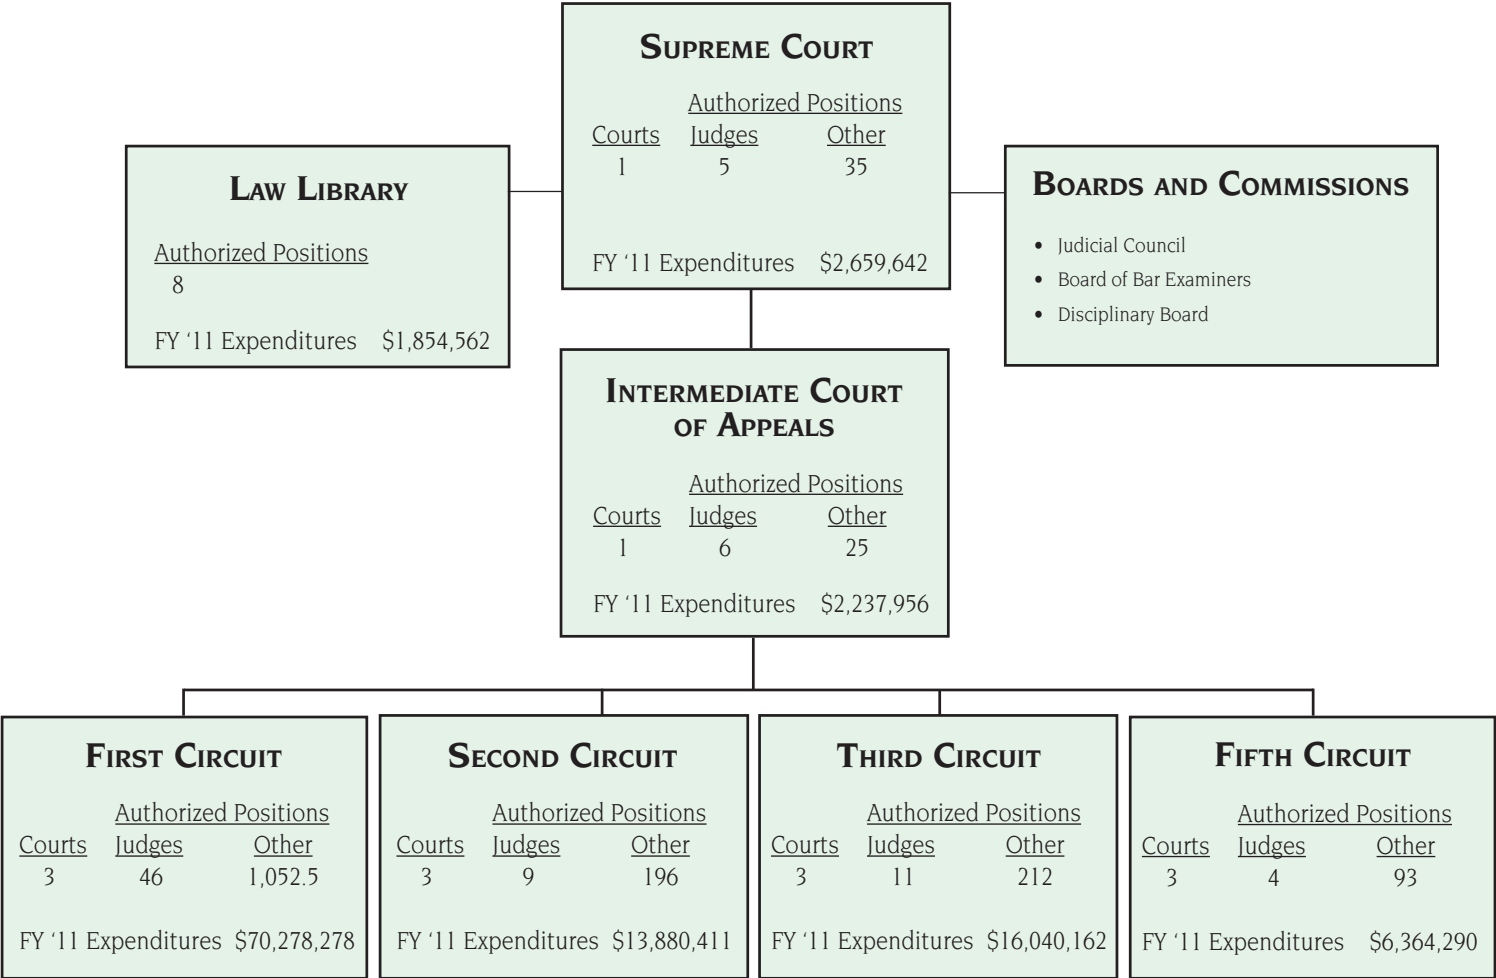 SUPREME COURT
Authorized Positions
Courts Judges Other
1 5 35
FY ‘11 Expenditures $2,659,642
LAW LIBRARY
Authorized Positions
8
FY ‘11 Expenditures $1,854,562
BOARDS AND COMMISSIONS
• Judicial Council
• Board of Bar Examiners
• Disciplinary Board
INTERMEDIATE COURT
OF APPEALS
Authorized Positions
Courts Judges Other
1 6 25
FY ‘11 Expenditures $2,237,956
FIRST CIRCUIT
Authorized Positions
Courts Judges Other
3 46 1,052.5
FY ‘11 Expenditures $70,278,278
SECOND CIRCUIT
Authorized Positions
Courts Judges Other
3 9 196
FY ‘11 Expenditures $13,880,411
THIRD CIRCUIT
Authorized Positions
Courts Judges Other
3 11 212
FY ‘11 Expenditures $16,040,162
FIFTH CIRCUIT
Authorized Positions
Courts Judges Other
3 4 93
FY ‘11 Expenditures $6,364,290